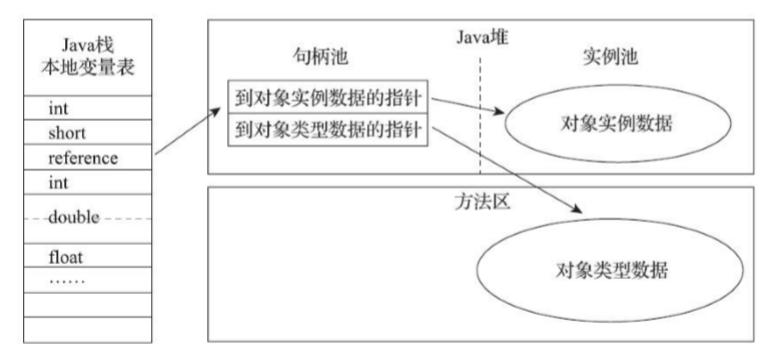 Java栈
本地变量表
int
short
reference
int
double
float
……
Java堆
句柄池
实例池
到对象实例数据的指针
到对象类型数据的指针
对象实例数据
方法区
对象类型数据